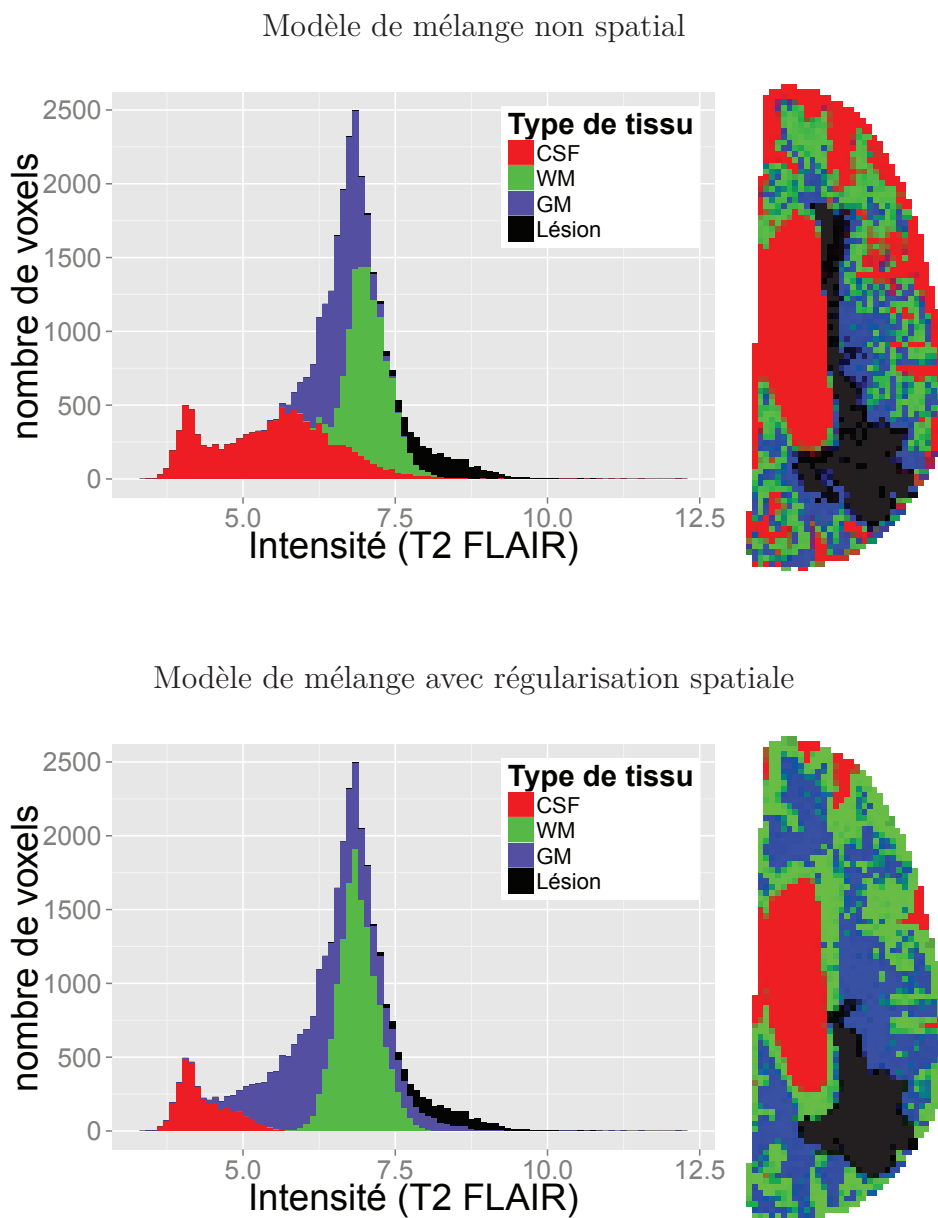 Modèle de mélange non spatial
nombre de voxels
2500
2000
1500
1000
500
0
Type de tissu
CSF
WM
GM
Lésion
5.0 7.5 10.0 12.5
Intensité (T2 FLAIR)
Modèle de mélange avec régularisation spatiale
nombre de voxels
2500
2000
1500
1000
500
0
Type de tissu
CSF
WM
GM
Lésion
5.0 7.5 10.0 12.5
Intensité (T2 FLAIR)